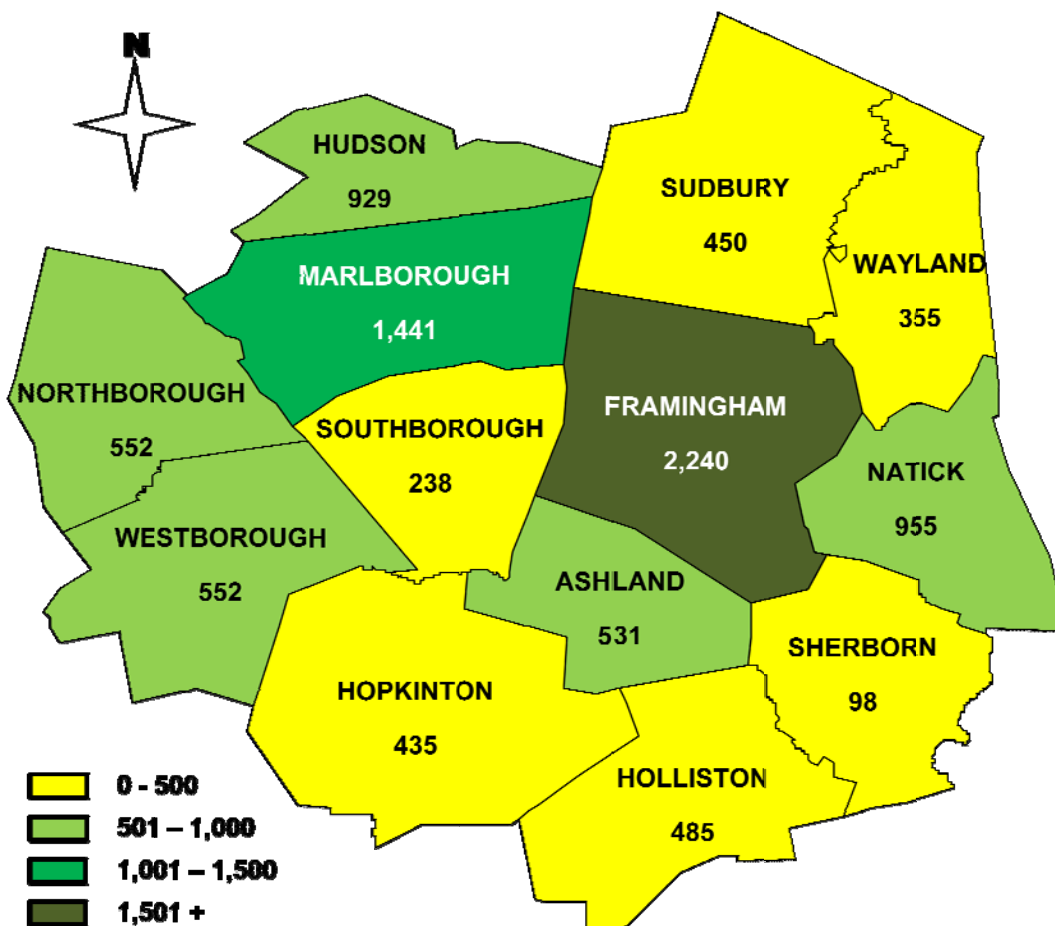 N
HUDSON
929
SUDBURY
450
WAYLAND
355
MARLBOROUGH
1,441
NORTHBOROUGH
552
SOUTHBOROUGH
238
FRAMINGHAM
2,240
NATICK
955
WESTBOROUGH
552
ASHLAND
531
SHERBORN
98
HOPKINTON
435
HOLLISTON
485
0 - 500
501 – 1,000
1,001 – 1,500
1,501 +